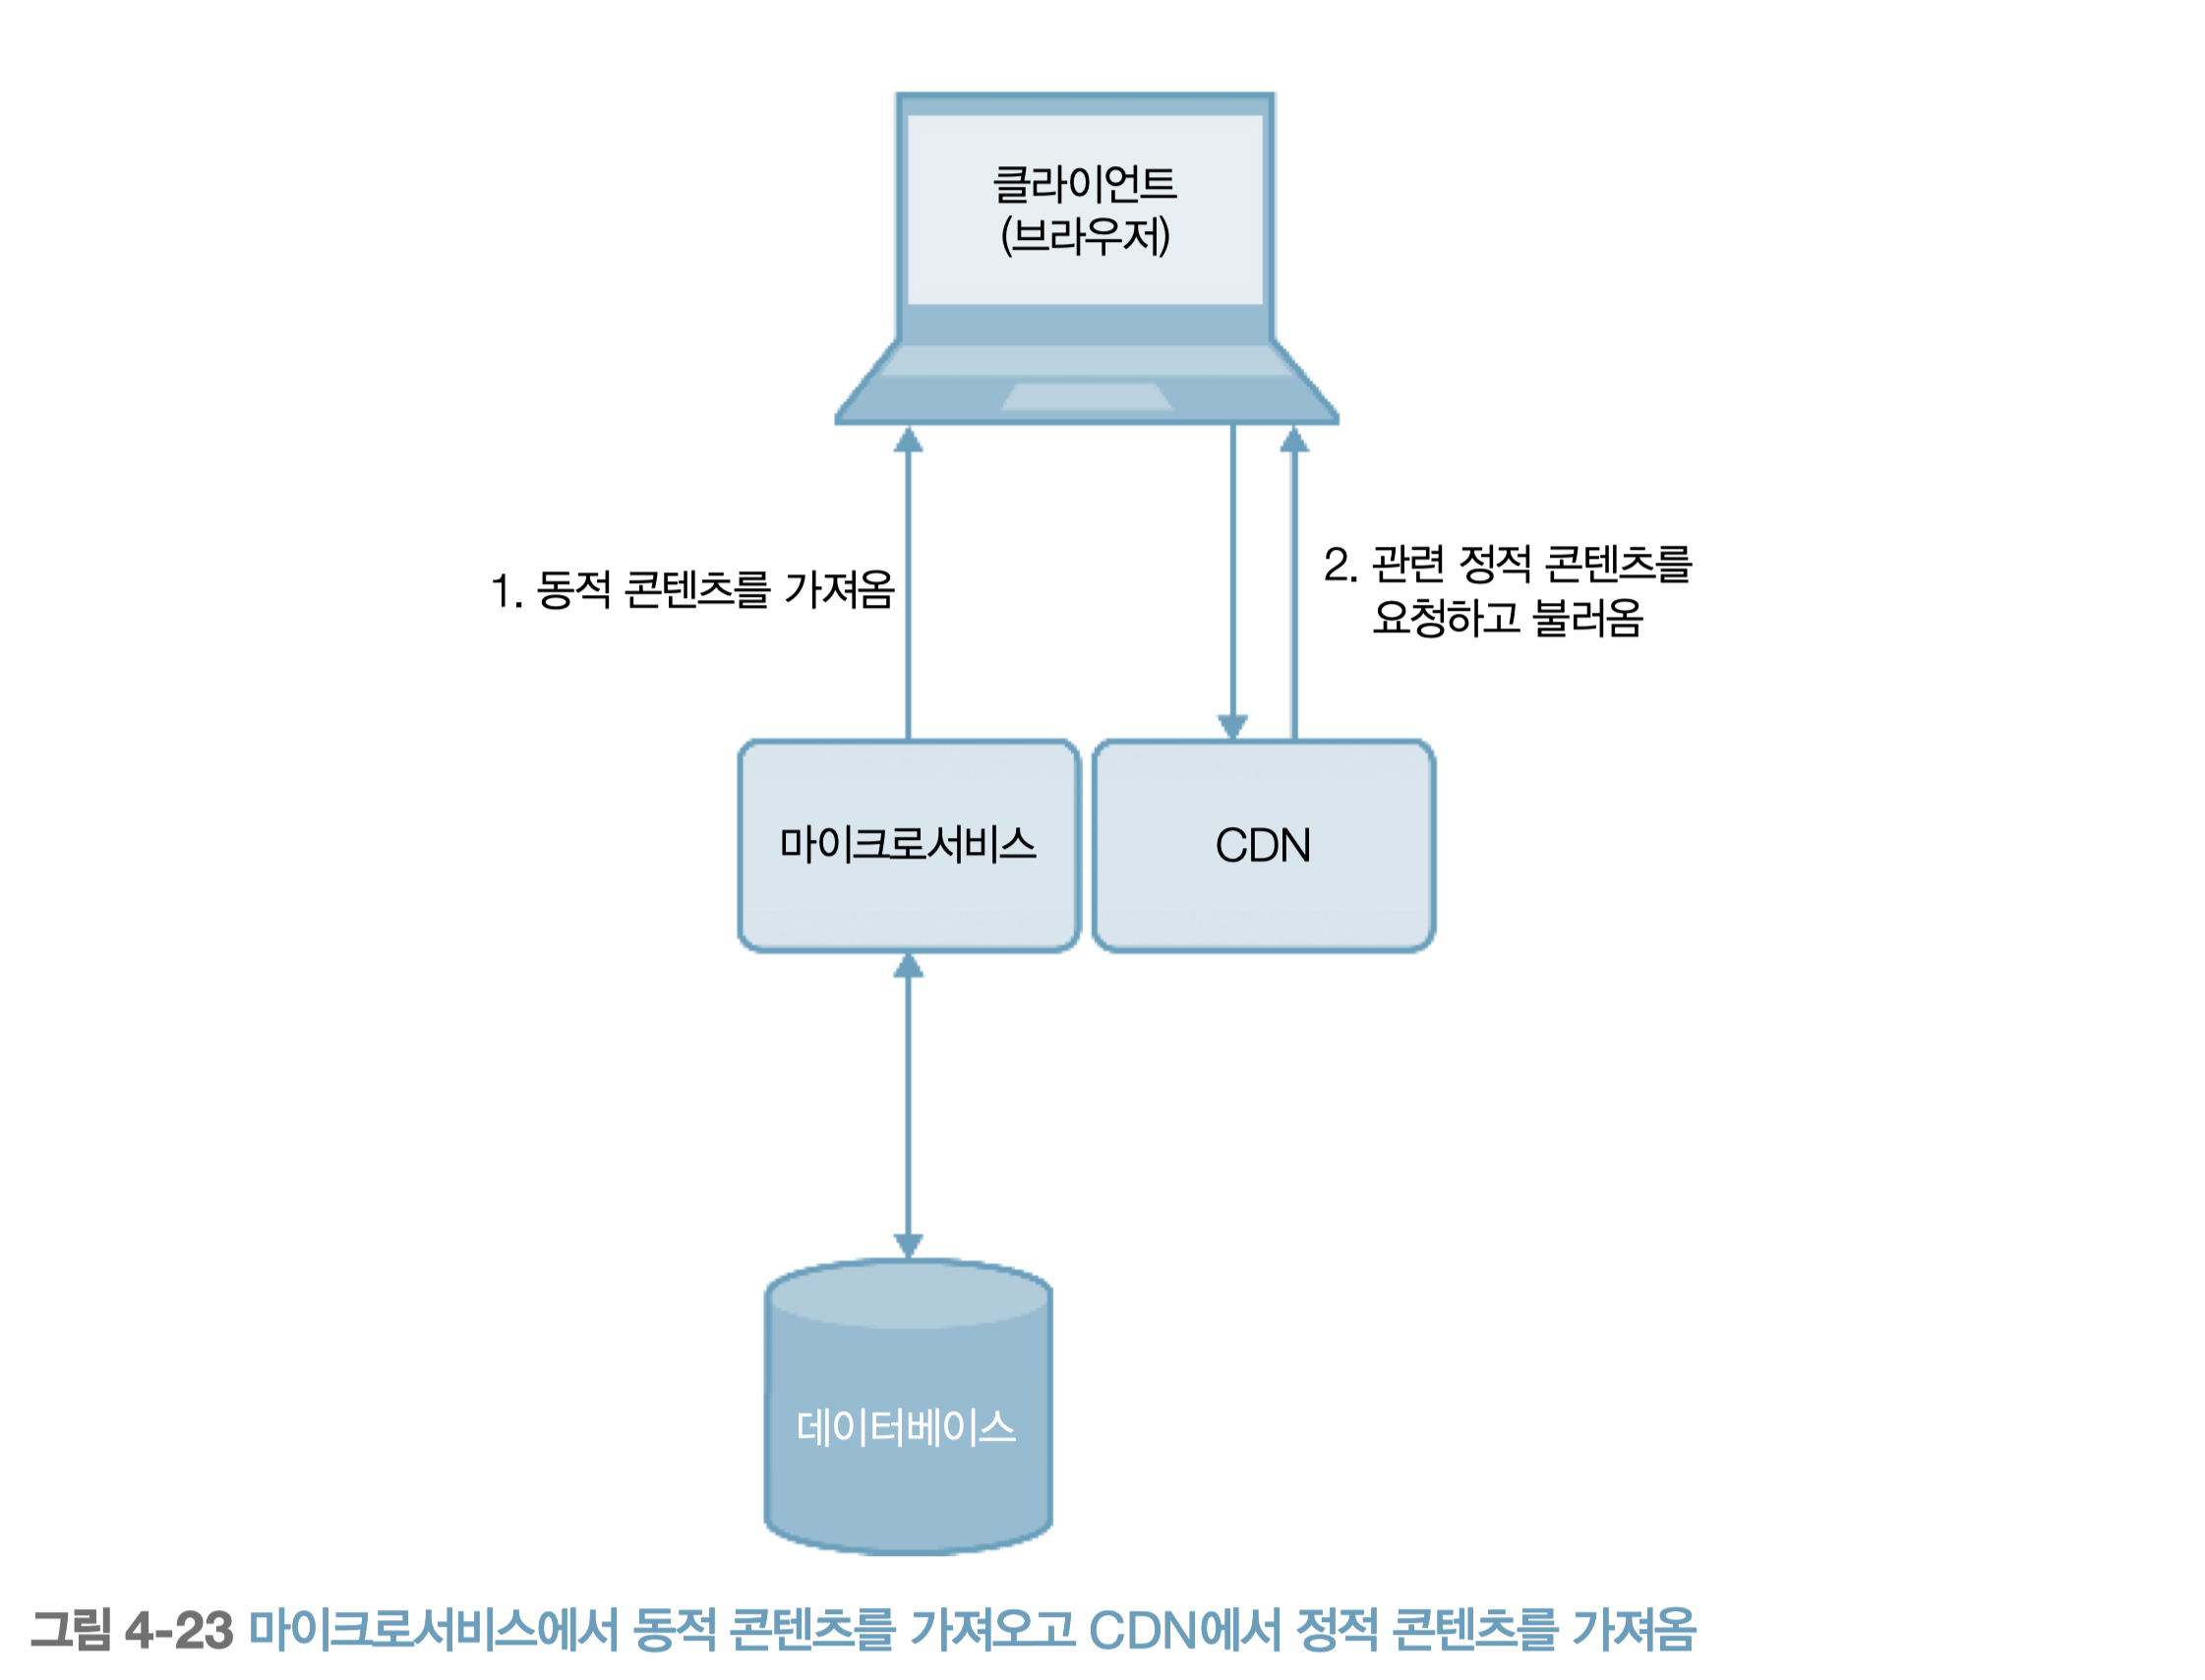 클라이언트
(브라우저)
1. 동적 콘텐츠를 가져옴
2. 관련 정적 콘텐츠를
요청하고 불러옴
마이크로서비스
CDN
데이터베이스
그림 4-23 마이크로서비스에서 동적 콘텐츠를 가져오고 CDN에서 정적 콘텐츠를 가져옴